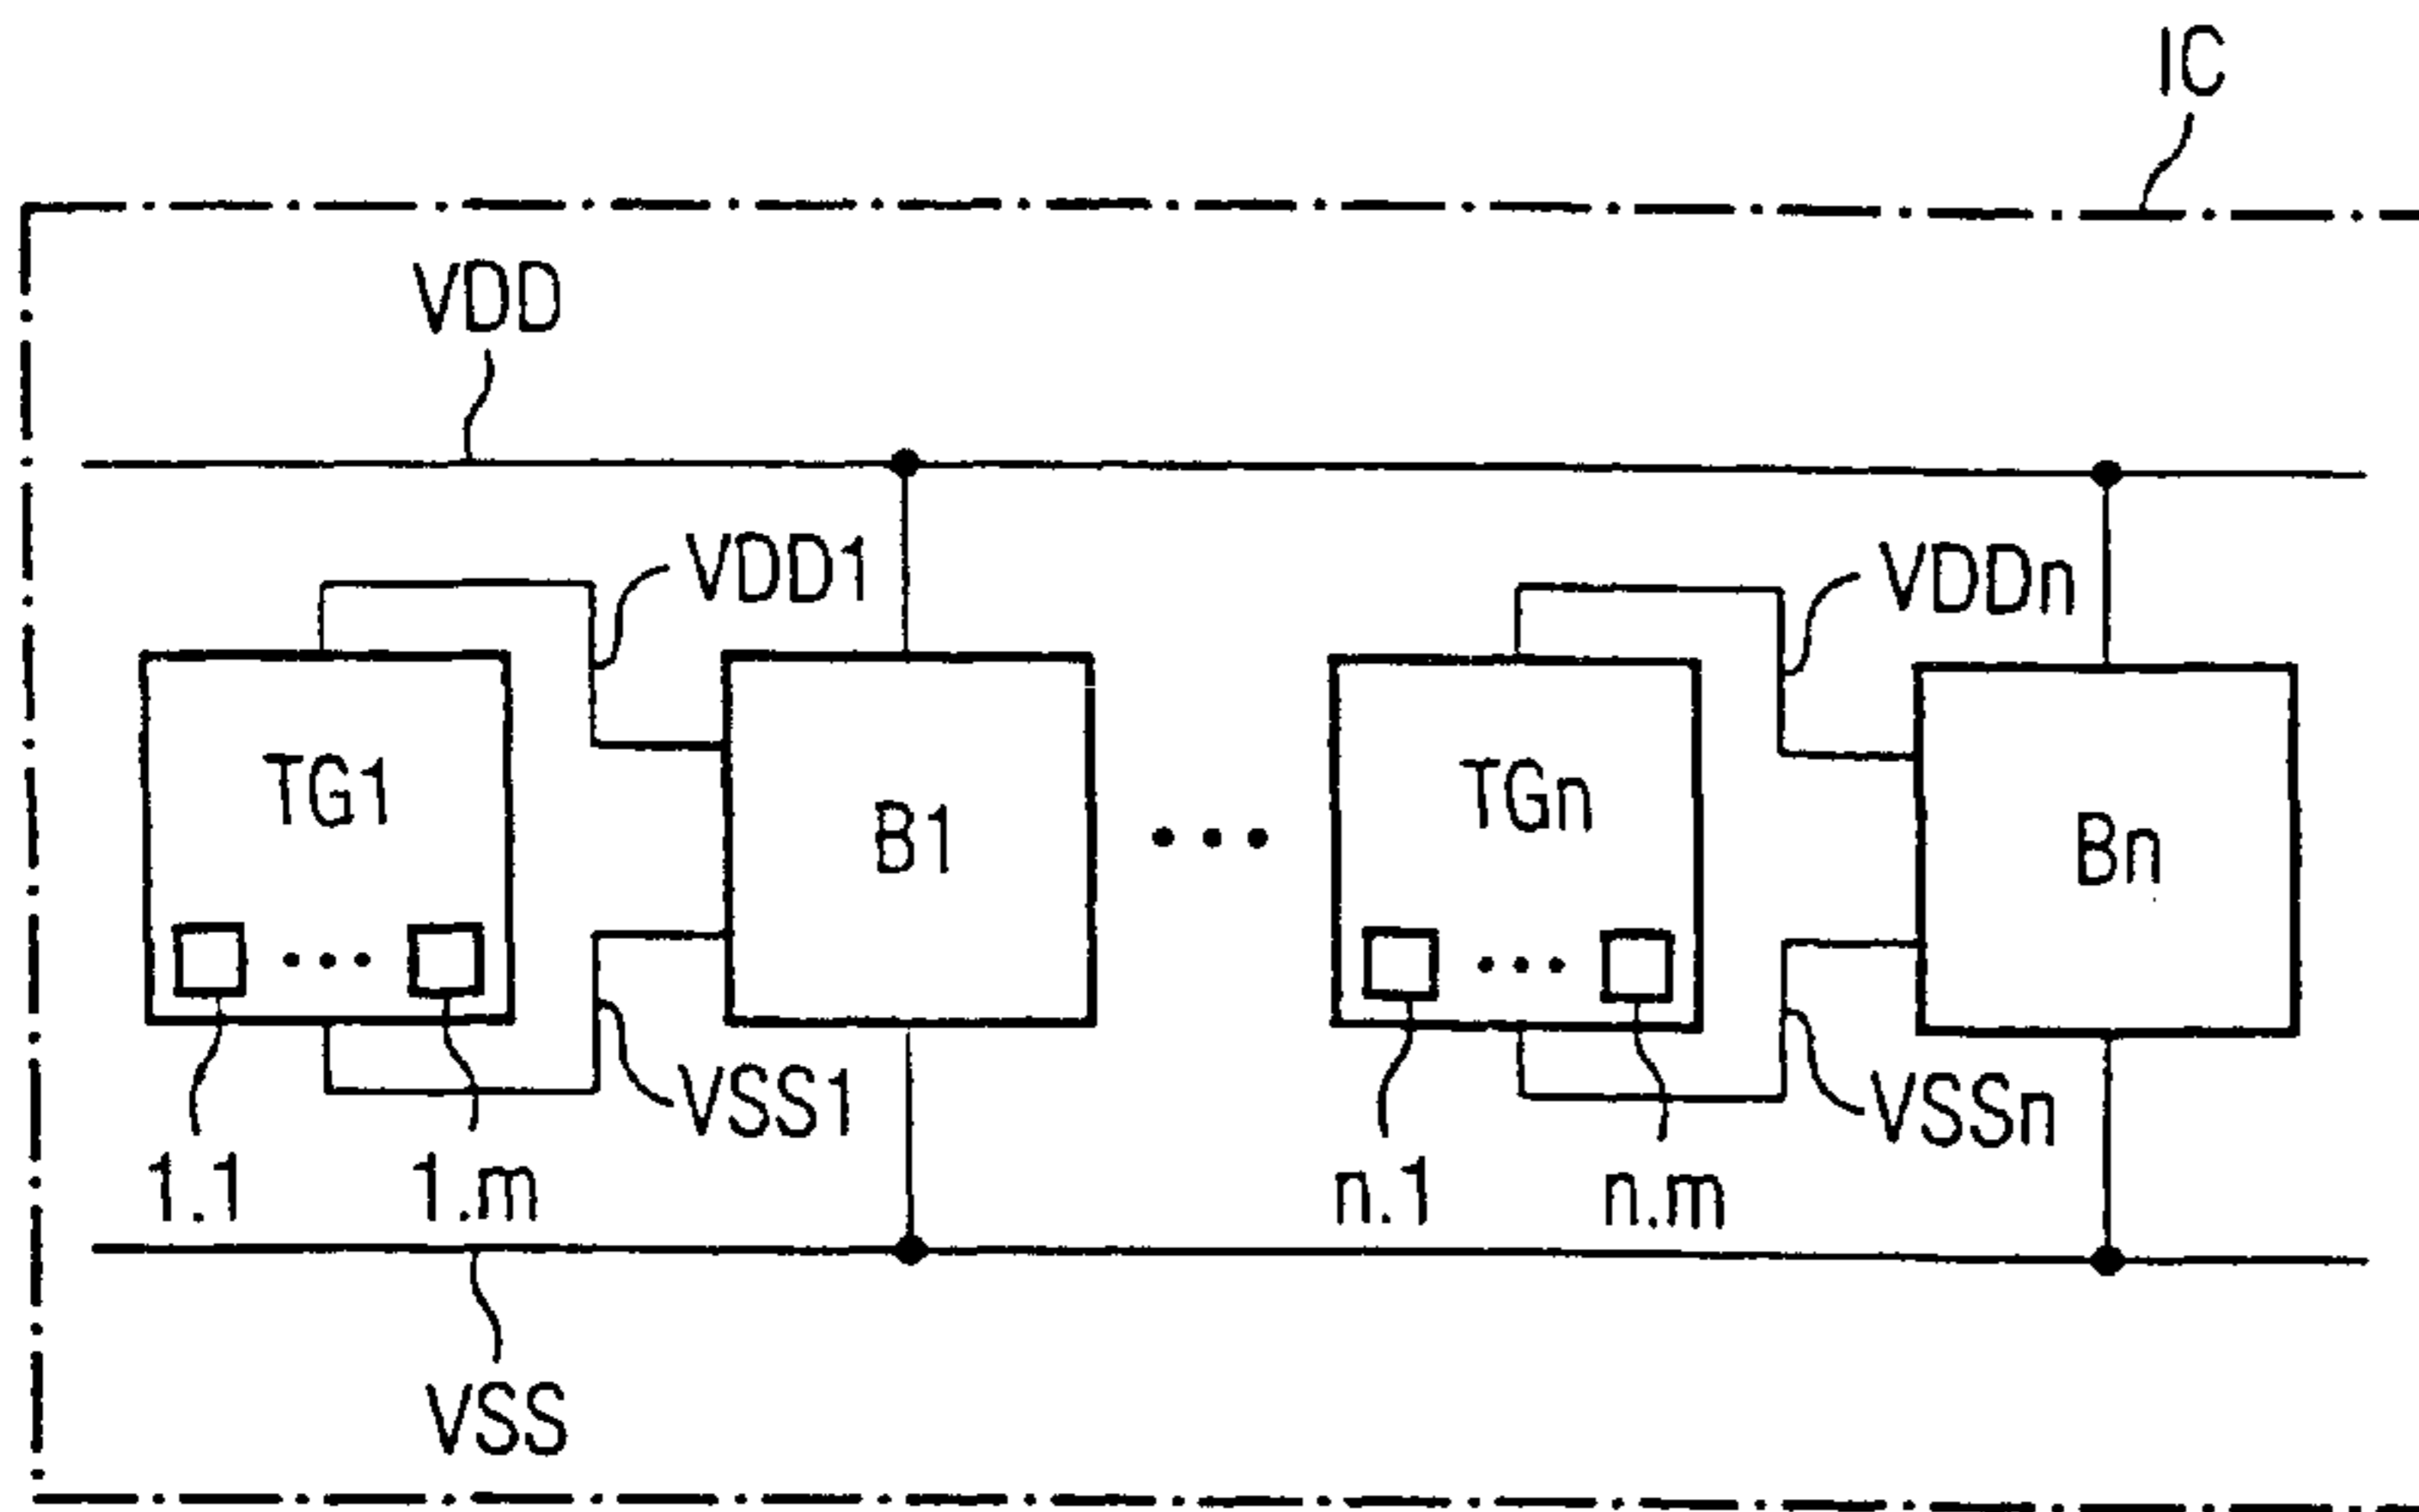 IC
VDD
VDD1
VDDn
TG1
B1
TGn
Bn
VSS1
VSSn
1.1
1.m
n.1
n.m
VSS